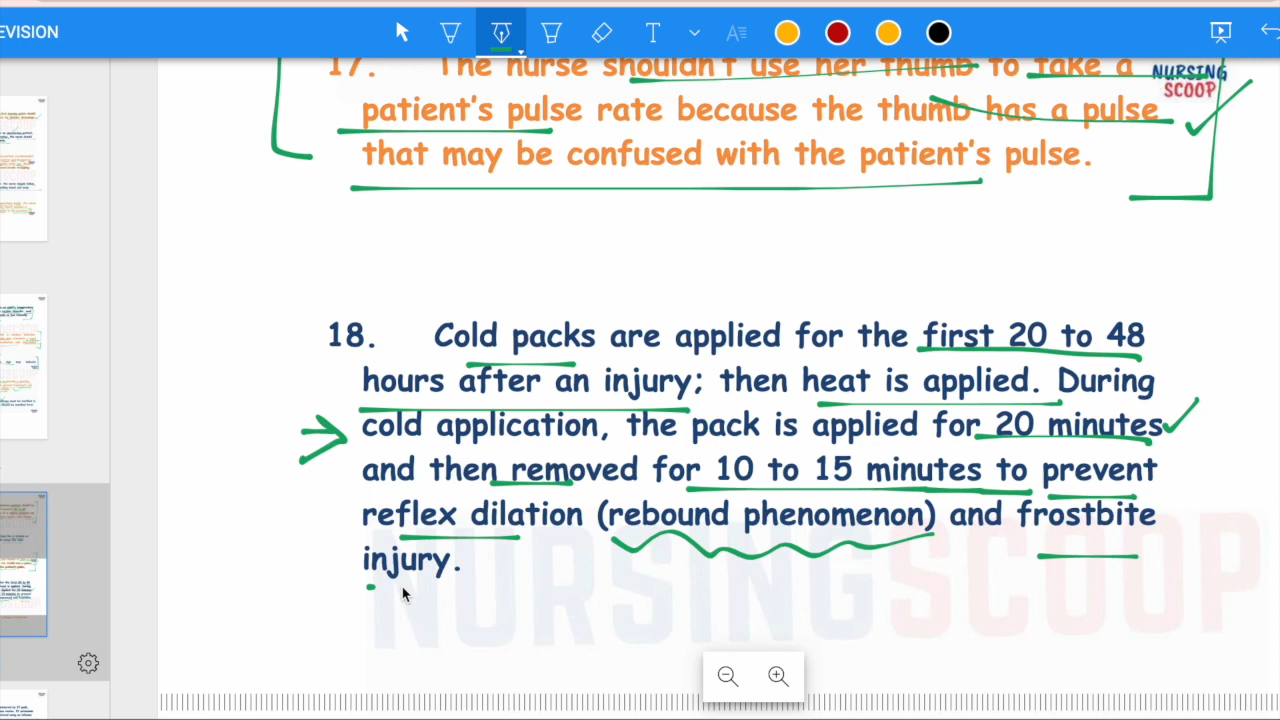 EVISION
T
A
17. The nurse shouldn't use her thumb to take a
NURSING
SCOOP
patient's pulse rate because the thumb has a pulse
that may be confused with the patient's pulse.
18. Cold packs are applied for the first 20 to 48
hours after an injury; then heat is applied. During
cold application, the pack is applied for 20 minutes
and then removed for 10 to 15 minutes to prevent
reflex dilation (rebound phenomenon) and frostbite
injury.
NURSINGSCOOP